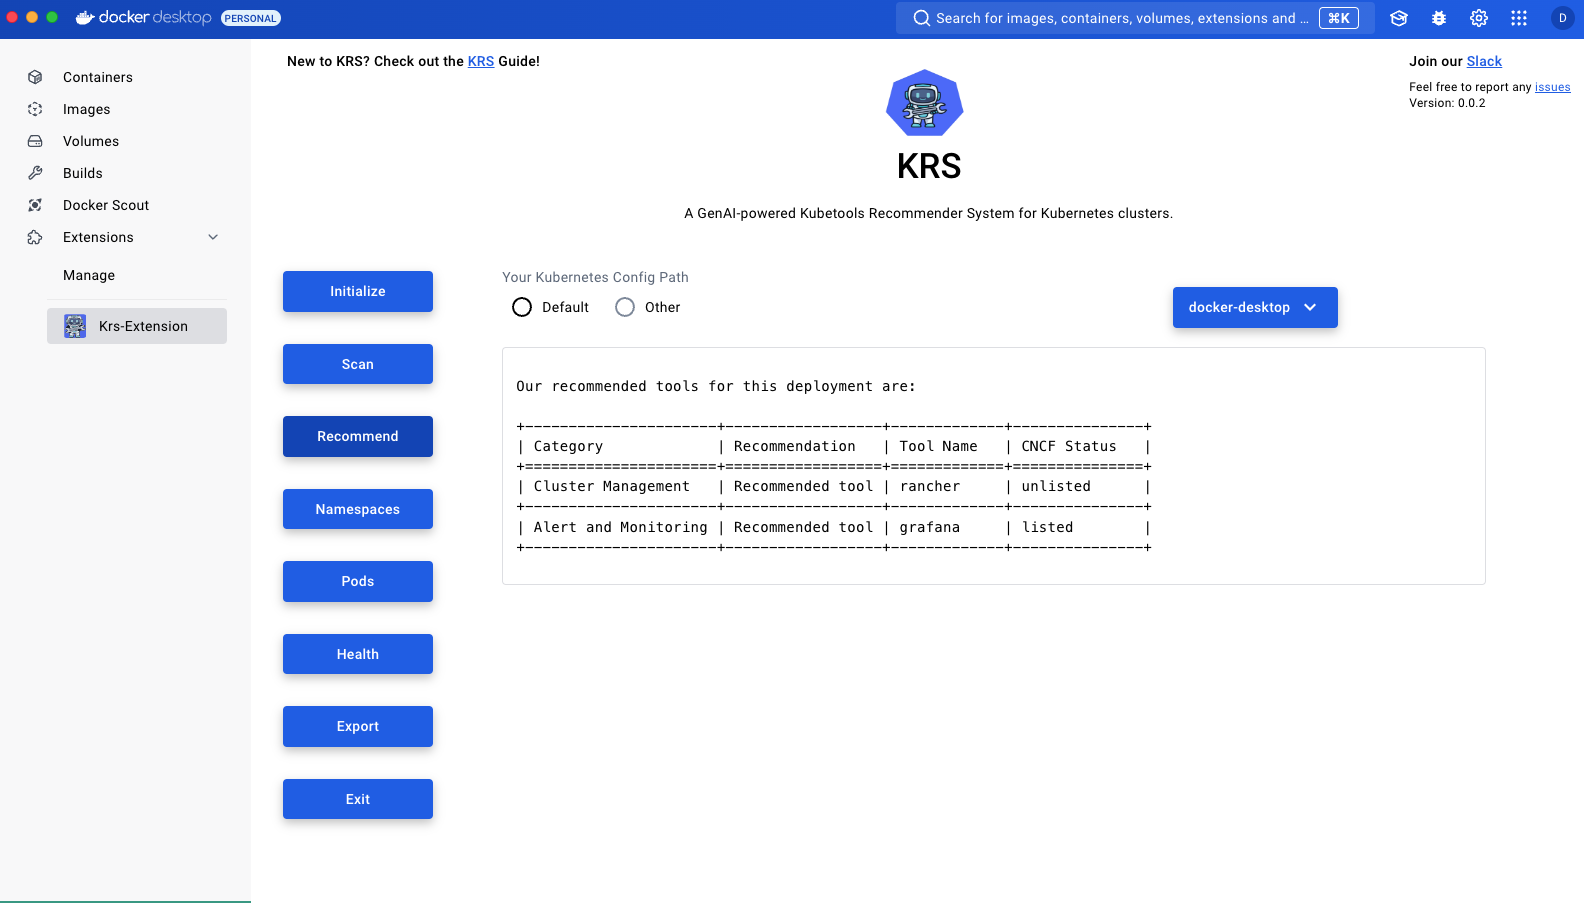 docker desktop PERSONAL
Search for images, containers, volumes, extensions and ... ⌘K
D
Containers
Images
Volumes
Builds
Docker Scout
Extensions
Manage
Krs-Extension
New to KRS? Check out the KRS Guide!
Join our Slack
Feel free to report any issues
Version: 0.0.2
KRS
A GenAI-powered Kubetools Recommender System for Kubernetes clusters.
Initialize
Scan
Recommend
Namespaces
Pods
Health
Export
Exit
Your Kubernetes Config Path
Default Other
docker-desktop
Our recommended tools for this deployment are:
+----------------------+------------------+-------------+---------------+
| Category             | Recommendation   | Tool Name   | CNCF Status   |
+======================+==================+=============+===============+
| Cluster Management   | Recommended tool | rancher     | unlisted      |
+----------------------+------------------+-------------+---------------+
| Alert and Monitoring | Recommended tool | grafana     | listed        |
+----------------------+------------------+-------------+---------------+